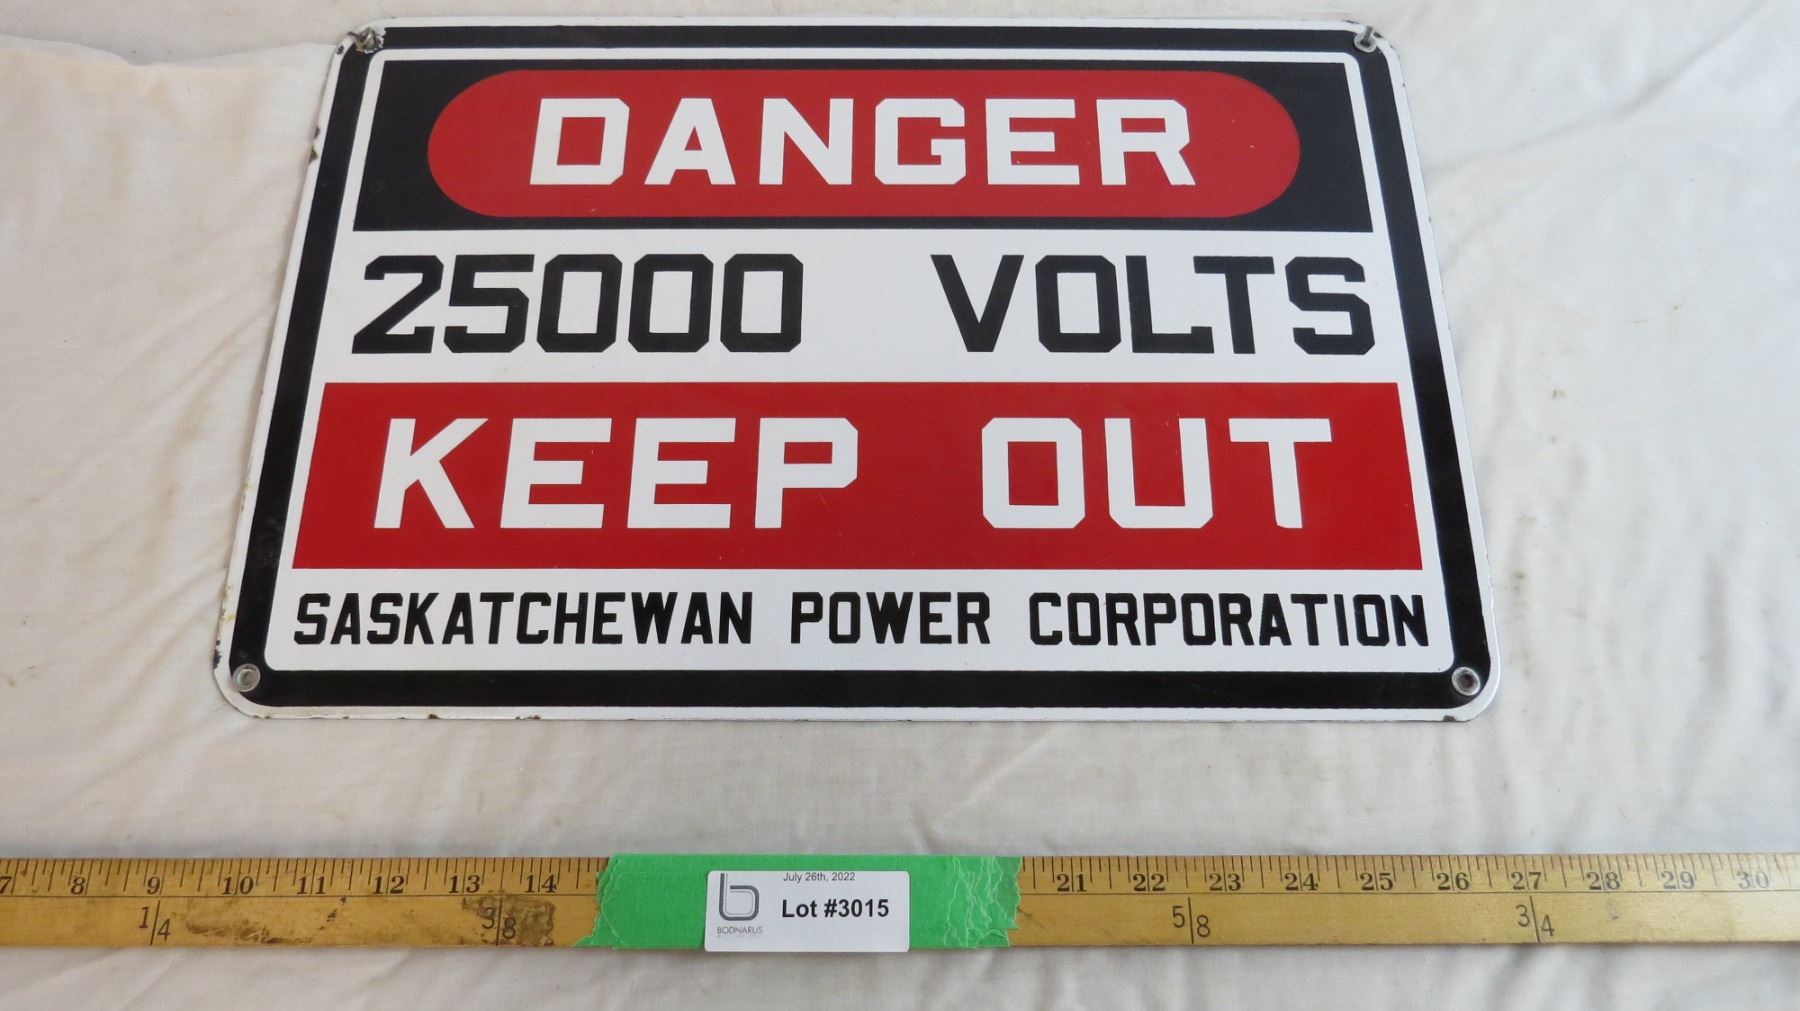 DANGER
25000 VOLTS
KEEP OUT
SASKATCHEWAN POWER CORPORATION
7 8 9 10 11 12 13 14 21 22 23 24 25 26 27 28 29 30
1/4 3/8 5/8 3/4
July 26th, 2022
Lot #3015
BODNARUS